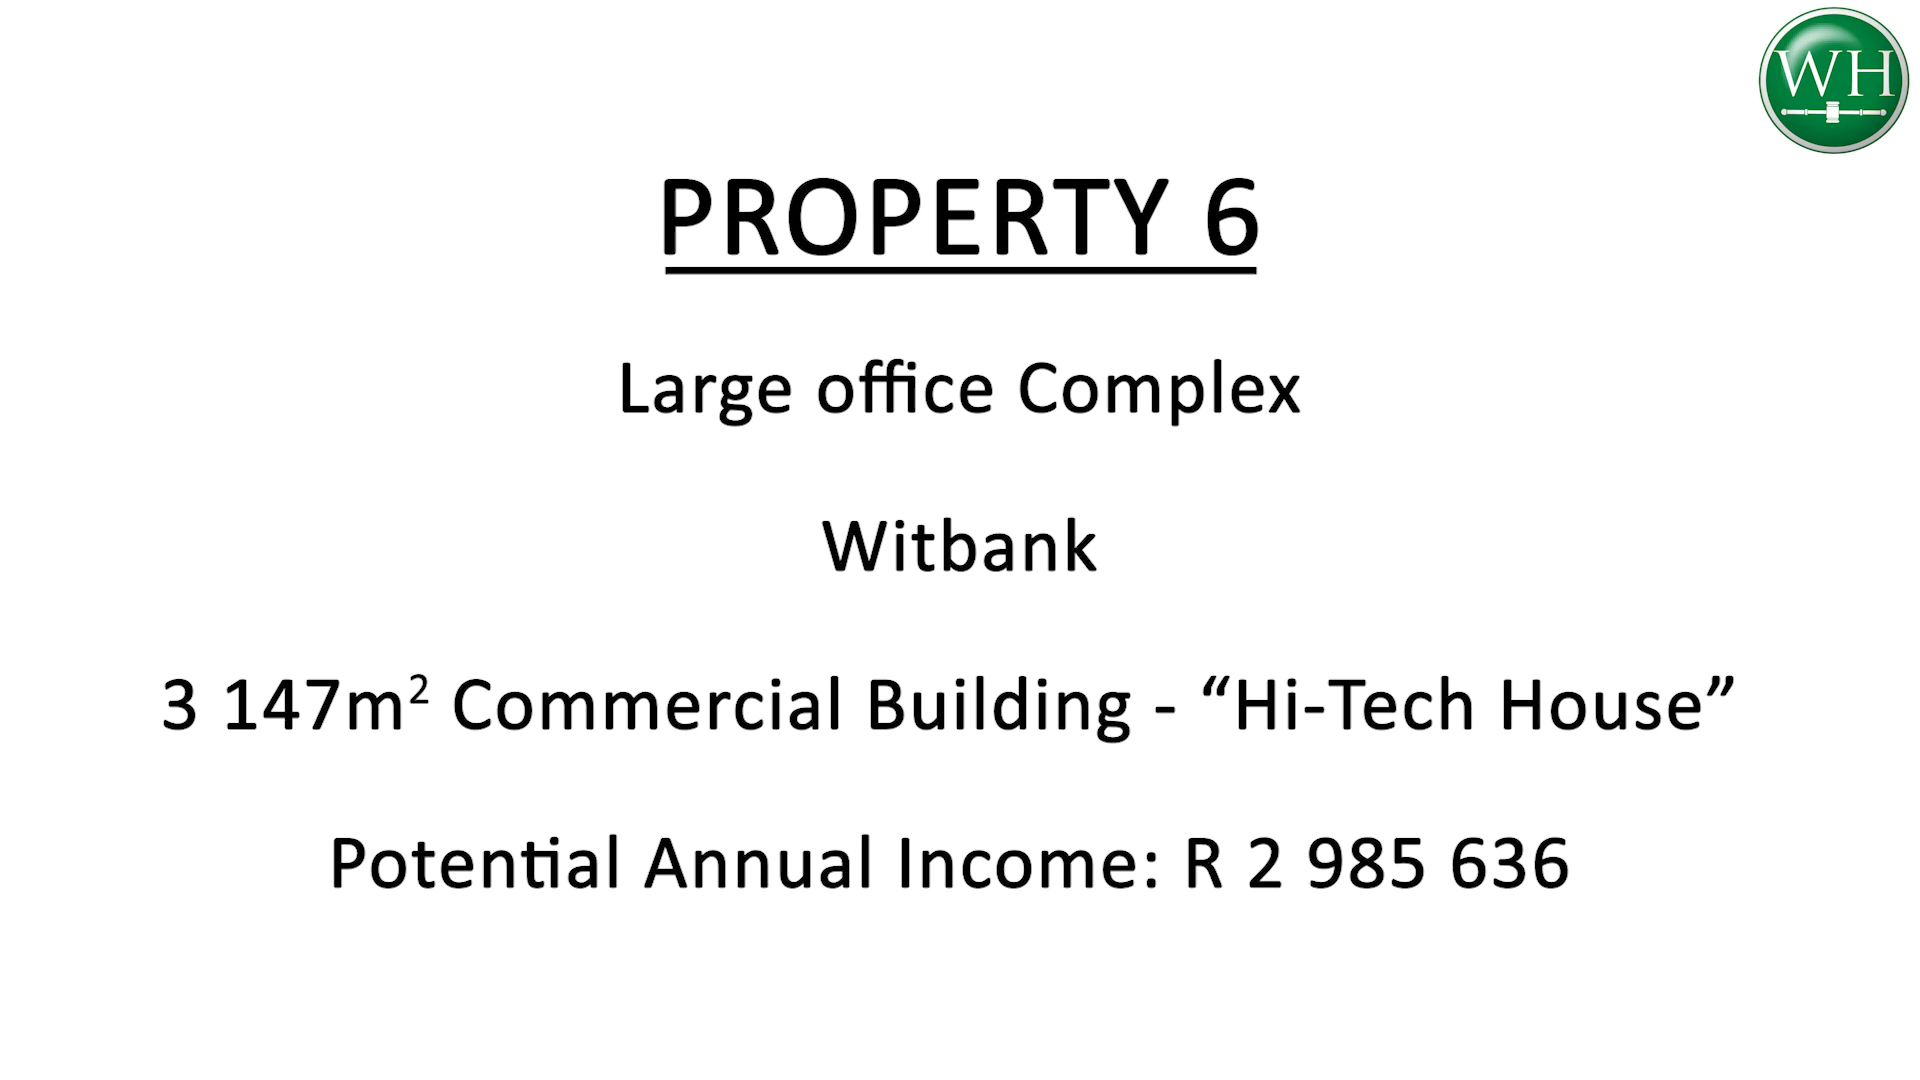 WH
PROPERTY 6
Large office Complex
Witbank
3 147m² Commercial Building - “Hi-Tech House”
Potential Annual Income: R 2 985 636